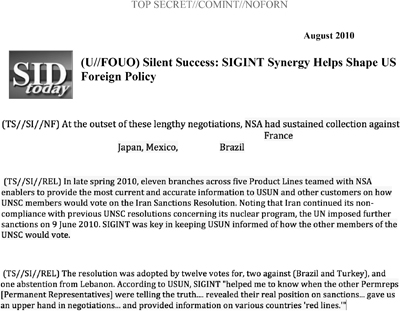 TOP SECRET//COMINT//NOFORN
August 2010
SID
today
(U//FOUO) Silent Success: SIGINT Synergy Helps Shape US
Foreign Policy
(TS//SI//NF) At the outset of these lengthy negotiations, NSA had sustained collection against
France
Japan, Mexico, Brazil
(TS//SI//REL) In late spring 2010, eleven branches across five Product Lines teamed with NSA
enablers to provide the most current and accurate information to USUN and other customers on how
UNSC members would vote on the Iran Sanctions Resolution. Noting that Iran continued its non-
compliance with previous UNSC resolutions concerning its nuclear program, the UN imposed further
sanctions on 9 June 2010. SIGINT was key in keeping USUN informed of how the other members of the
UNSC would vote.
(TS//SI//REL) The resolution was adopted by twelve votes for, two against (Brazil and Turkey), and
one abstention from Lebanon. According to USUN, SIGINT "helped me to know when the other Permreps
[Permanent Representatives] were telling the truth.... revealed their real position on sanctions... gave us
an upper hand in negotiations... and provided information on various countries 'red lines.'"